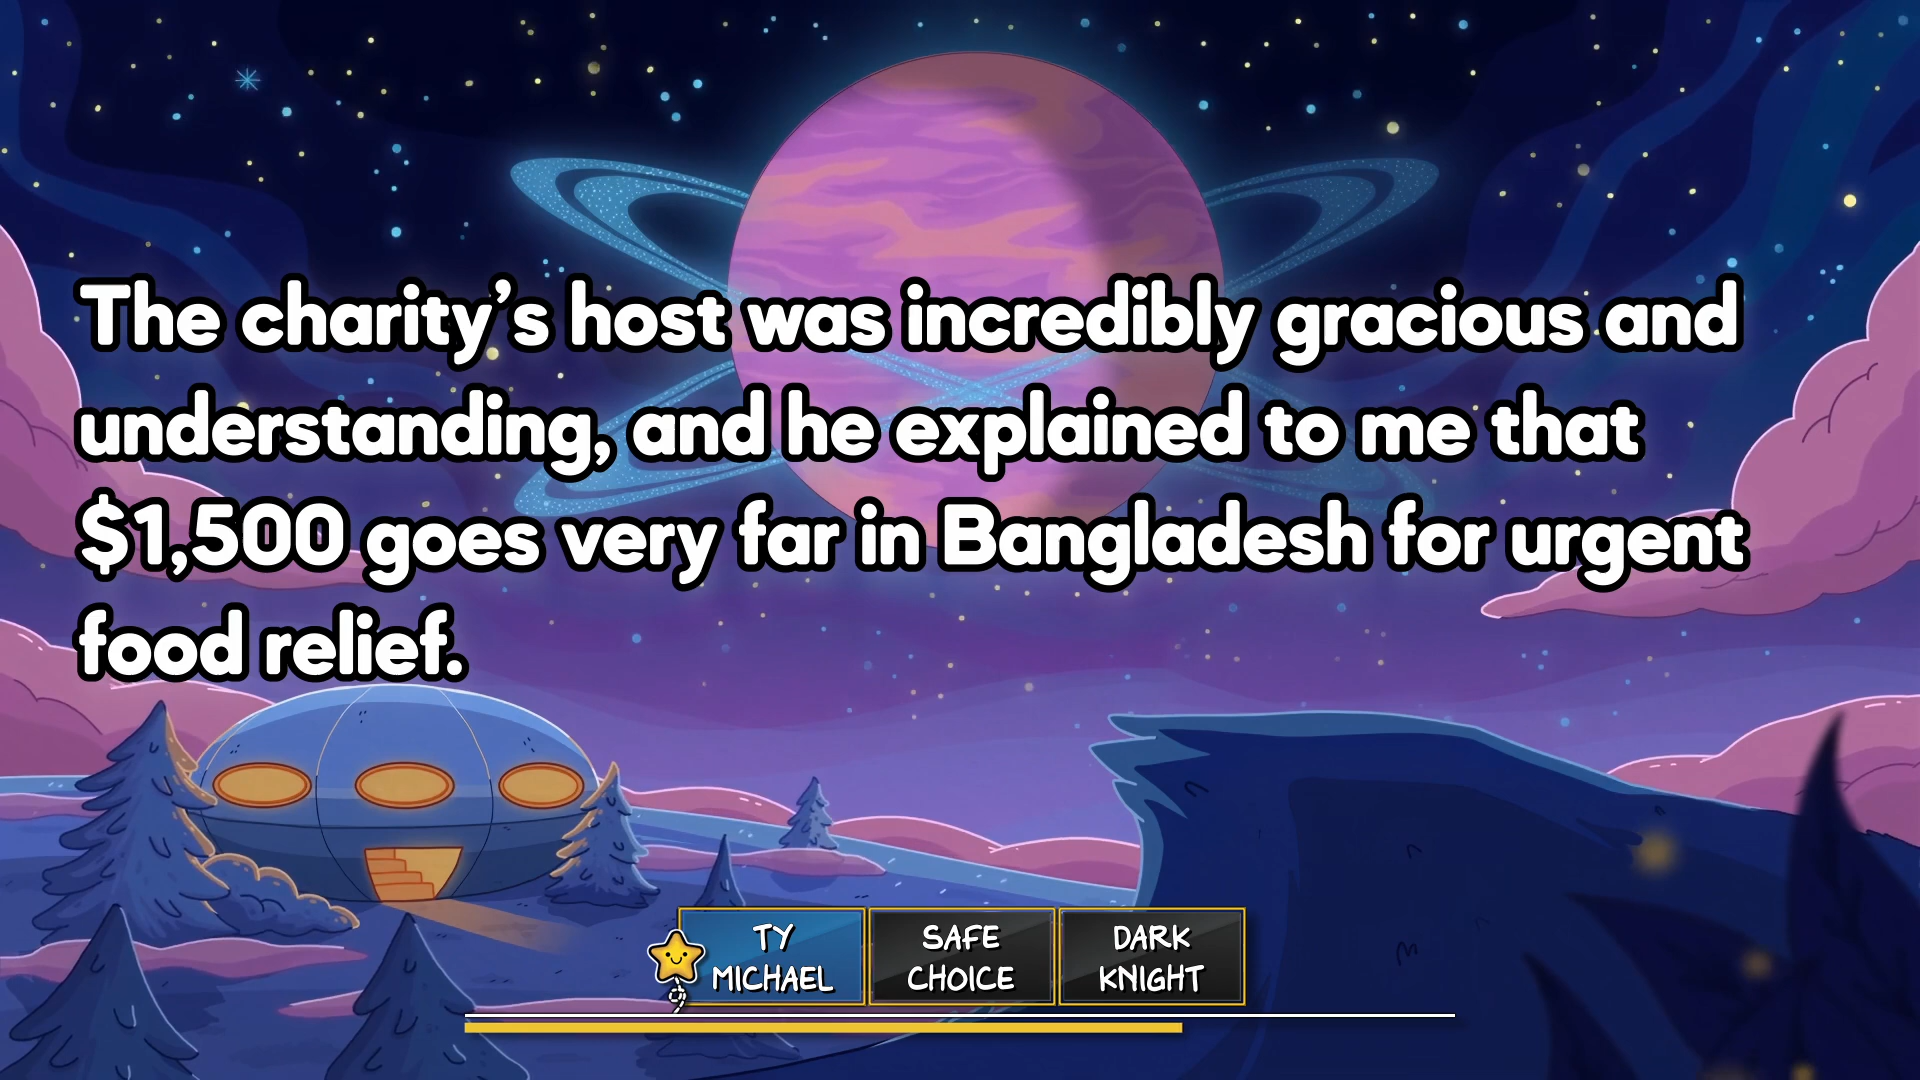 The charity’s host was incredibly gracious and
understanding, and he explained to me that
$1,500 goes very far in Bangladesh for urgent
food relief.
TY
MICHAEL
SAFE
CHOICE
DARK
KNIGHT